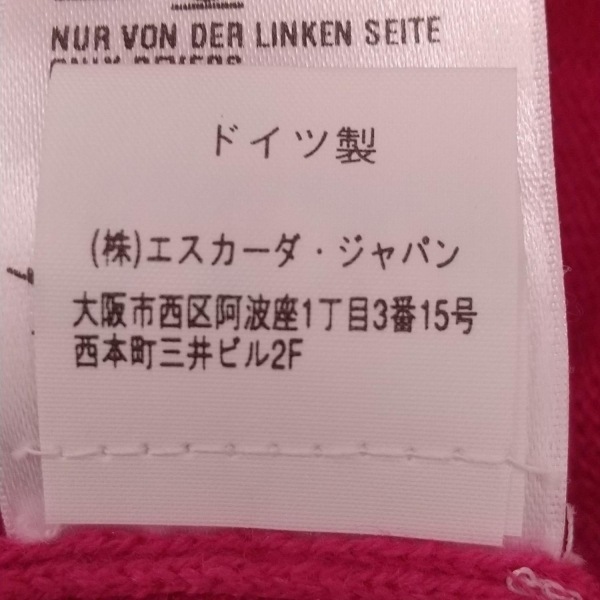 NUR VON DER LINKEN SEITE
ドイツ製
(株)エスカーダ・ジャパン
大阪市西区阿波座1丁目3番15号
西本町三井ビル2F